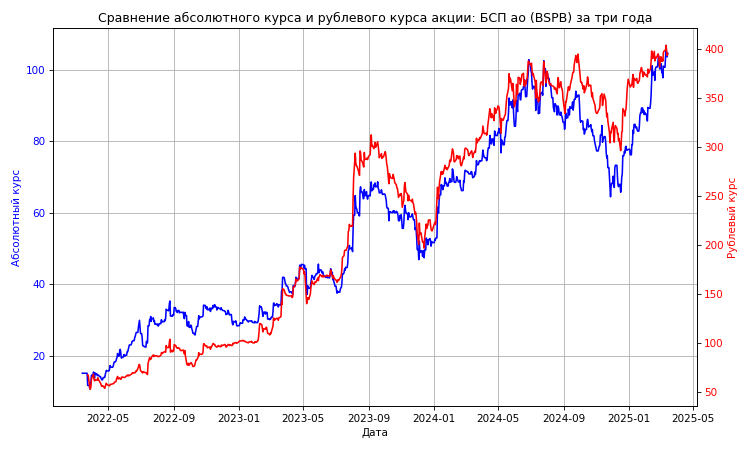 Сравнение абсолютного курса и рублевого курса акции: БСП ао (BSPB) за три года
Абсолютный курс
100
80
60
40
20
400
350
300
250
200
150
100
50
Рублевый курс
2022-05 2022-09 2023-01 2023-05 2023-09 2024-01 2024-05 2024-09 2025-01 2025-05
Дата